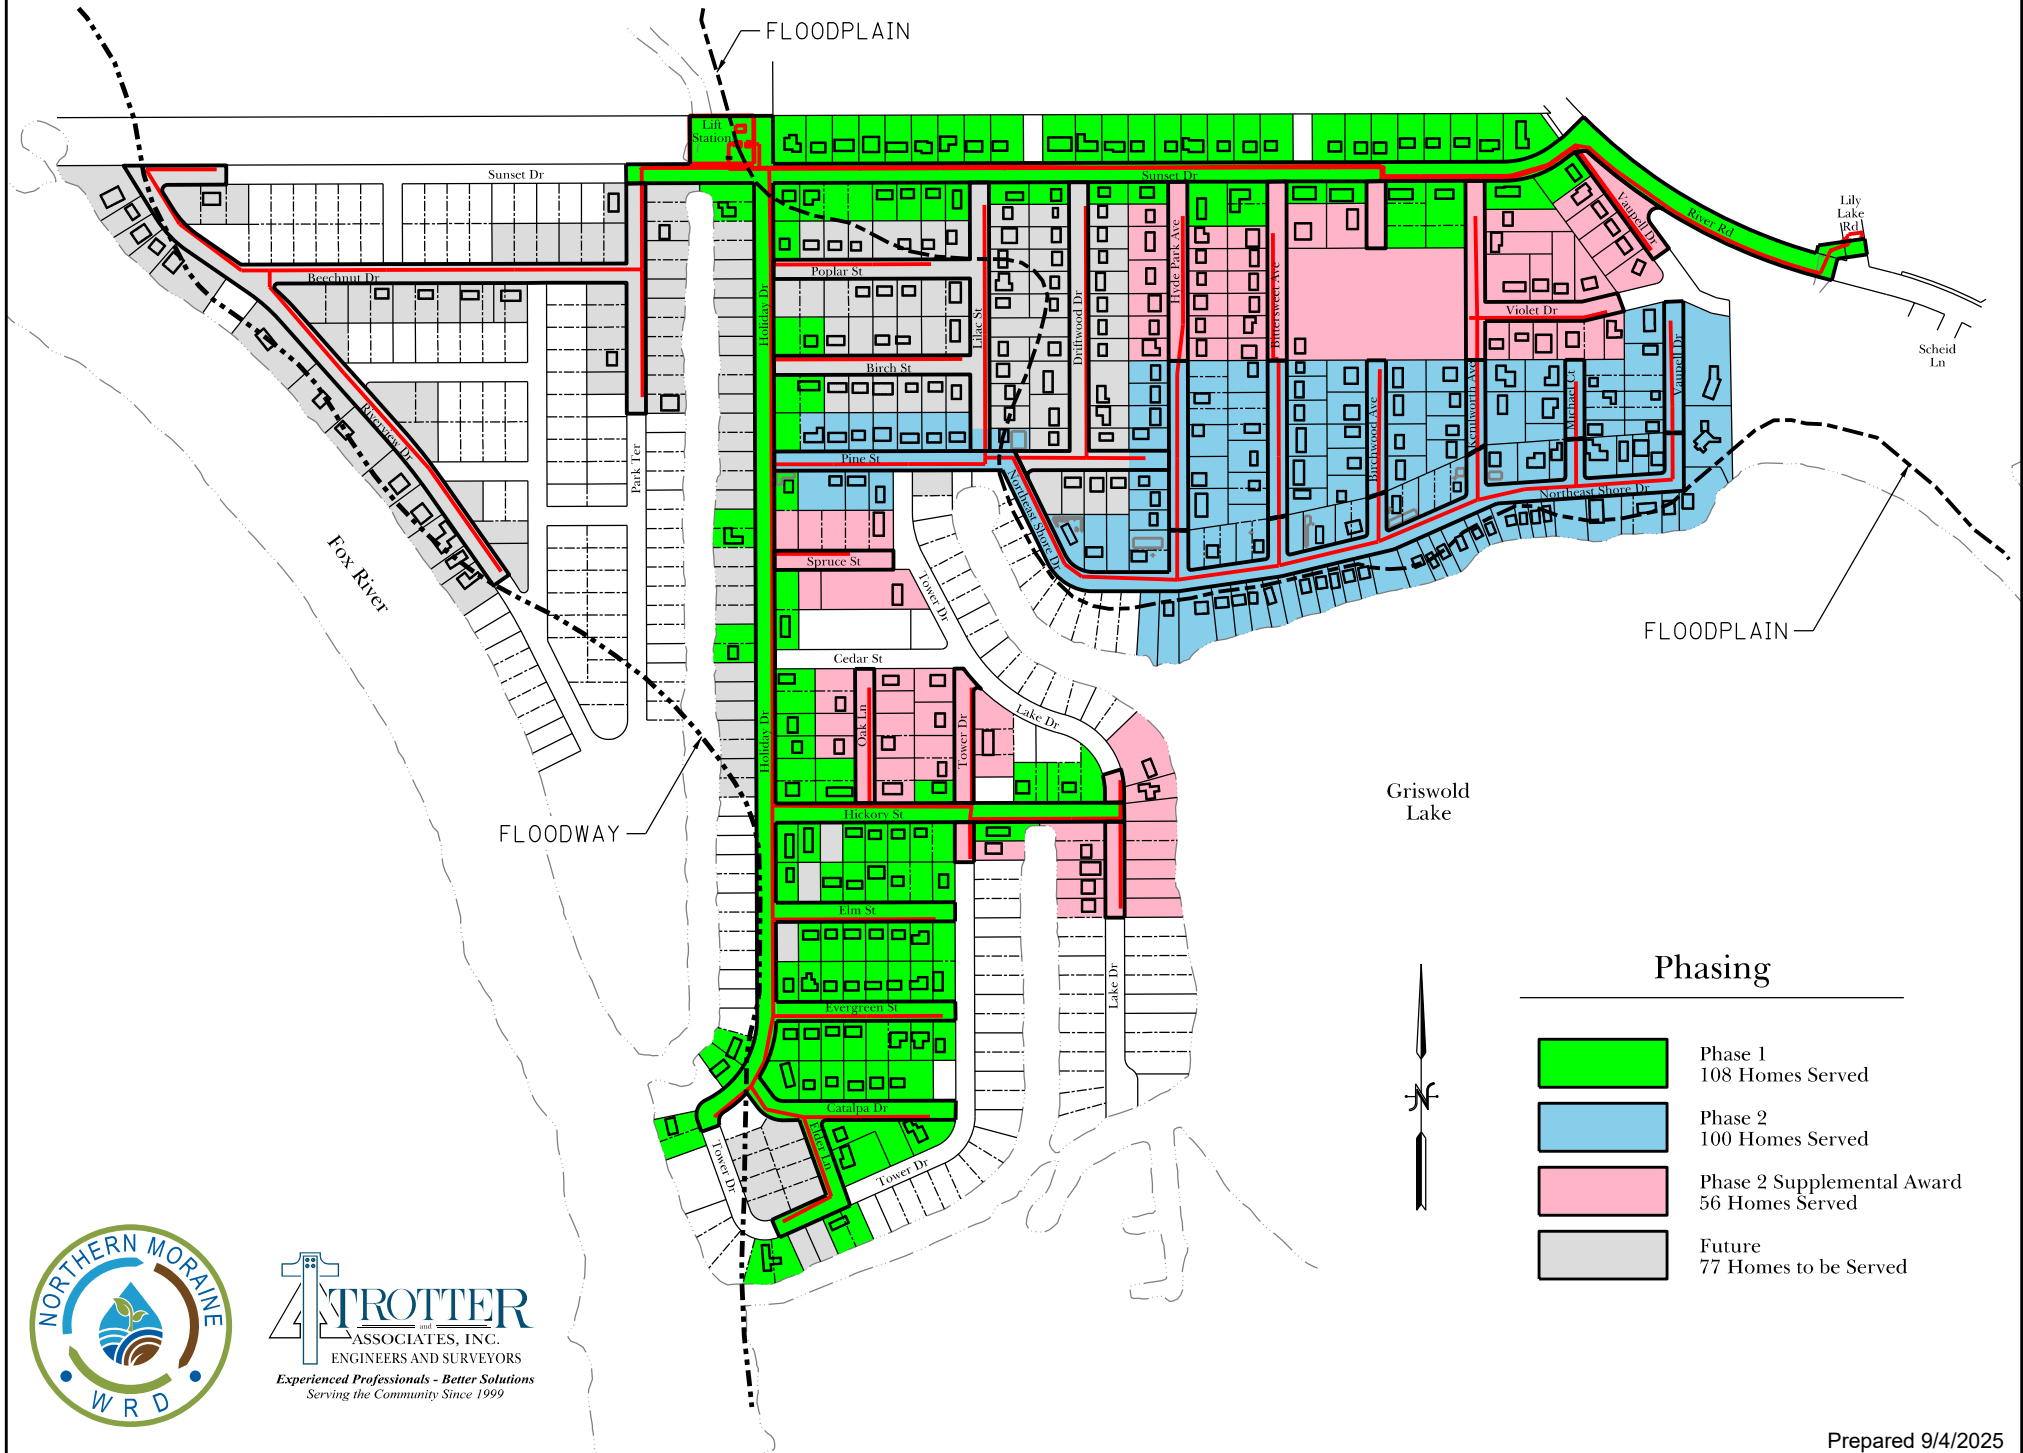 FLOODPLAIN
Lift
Station
Sunset Dr
Sunset Dr
Lily
Lake
Rd
River Rd
Vaupell Dr
Scheid
Ln
Beechnut Dr
Poplar St
Holiday Dr
Lilac St
Driftwood Dr
Hyde Park Ave
Bittersweet Ave
Violet Dr
Vaupell Dr
Birch St
Riverview Dr
Park Ter
Birchwood Ave
Kenilworth Ave
Michael Ct
Pine St
Northeast Shore Dr
Northeast Shore Dr
Fox River
Spruce St
Tower Dr
FLOODPLAIN
Cedar St
Holiday Dr
Oak Ln
Tower Dr
Lake Dr
Griswold
Lake
FLOODWAY
Hickory St
Elm St
Lake Dr
Evergreen St
Catalpa Dr
Elder Ln
Tower Dr
Tower Dr
Phasing
N
Phase 1
108 Homes Served
Phase 2
100 Homes Served
Phase 2 Supplemental Award
56 Homes Served
Future
77 Homes to be Served
NORTHERN MORAINE
WRD
TROTTER
and
ASSOCIATES, INC.
ENGINEERS AND SURVEYORS
Experienced Professionals - Better Solutions
Serving the Community Since 1999
Prepared 9/4/2025